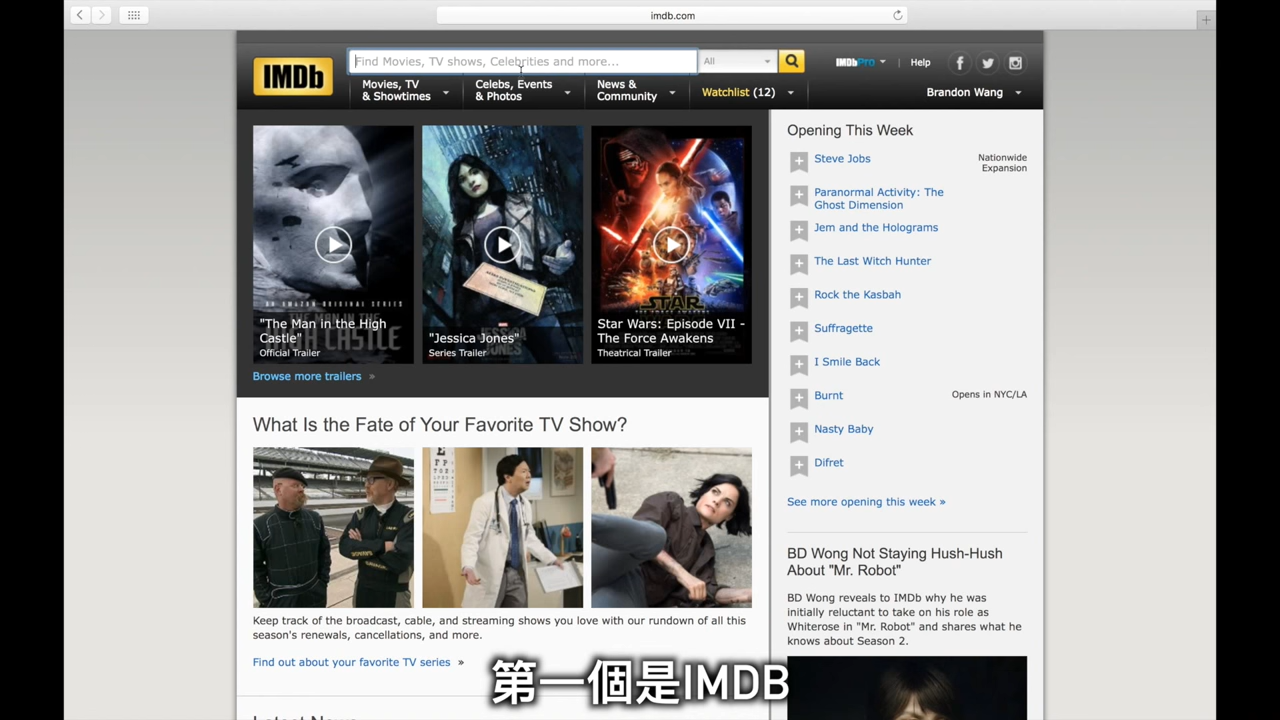 imdb.com
IMDb
Find Movies, TV shows, Celebrities and more...
All
IMDbPro
Help
Movies, TV
& Showtimes
Celebs, Events
& Photos
News &
Community
Watchlist (12)
Brandon Wang
AN AMAZON ORIGINAL SERIES
"The Man in the High
Castle"
Official Trailer
"Jessica Jones"
Series Trailer
STAR
Star Wars: Episode VII -
The Force Awakens
Theatrical Trailer
Browse more trailers »
What Is the Fate of Your Favorite TV Show?
Keep track of the broadcast, cable, and streaming shows you love with our rundown of all this
season's renewals, cancellations, and more.
Find out about your favorite TV series »
Opening This Week
Steve Jobs
Nationwide
Expansion
Paranormal Activity: The
Ghost Dimension
Jem and the Holograms
The Last Witch Hunter
Rock the Kasbah
Suffragette
I Smile Back
Burnt
Opens in NYC/LA
Nasty Baby
Difret
See more opening this week »
BD Wong Not Staying Hush-Hush
About "Mr. Robot"
BD Wong reveals to IMDb why he was
initially reluctant to take on his role as
Whiterose in "Mr. Robot" and shares what he
knows about Season 2.
第一個是IMDB